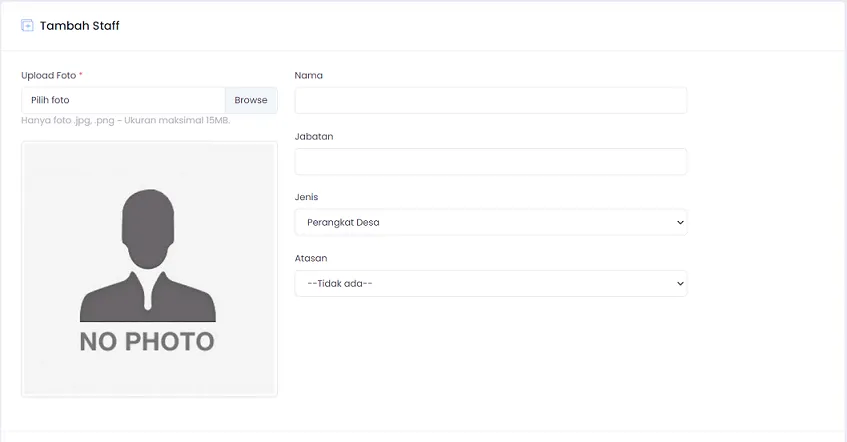 Tambah Staff
Upload Foto *
Pilih foto
Browse
Hanya foto .jpg, .png - Ukuran maksimal 15MB.
NO PHOTO
Nama
Jabatan
Jenis
Perangkat Desa
Atasan
--Tidak ada--